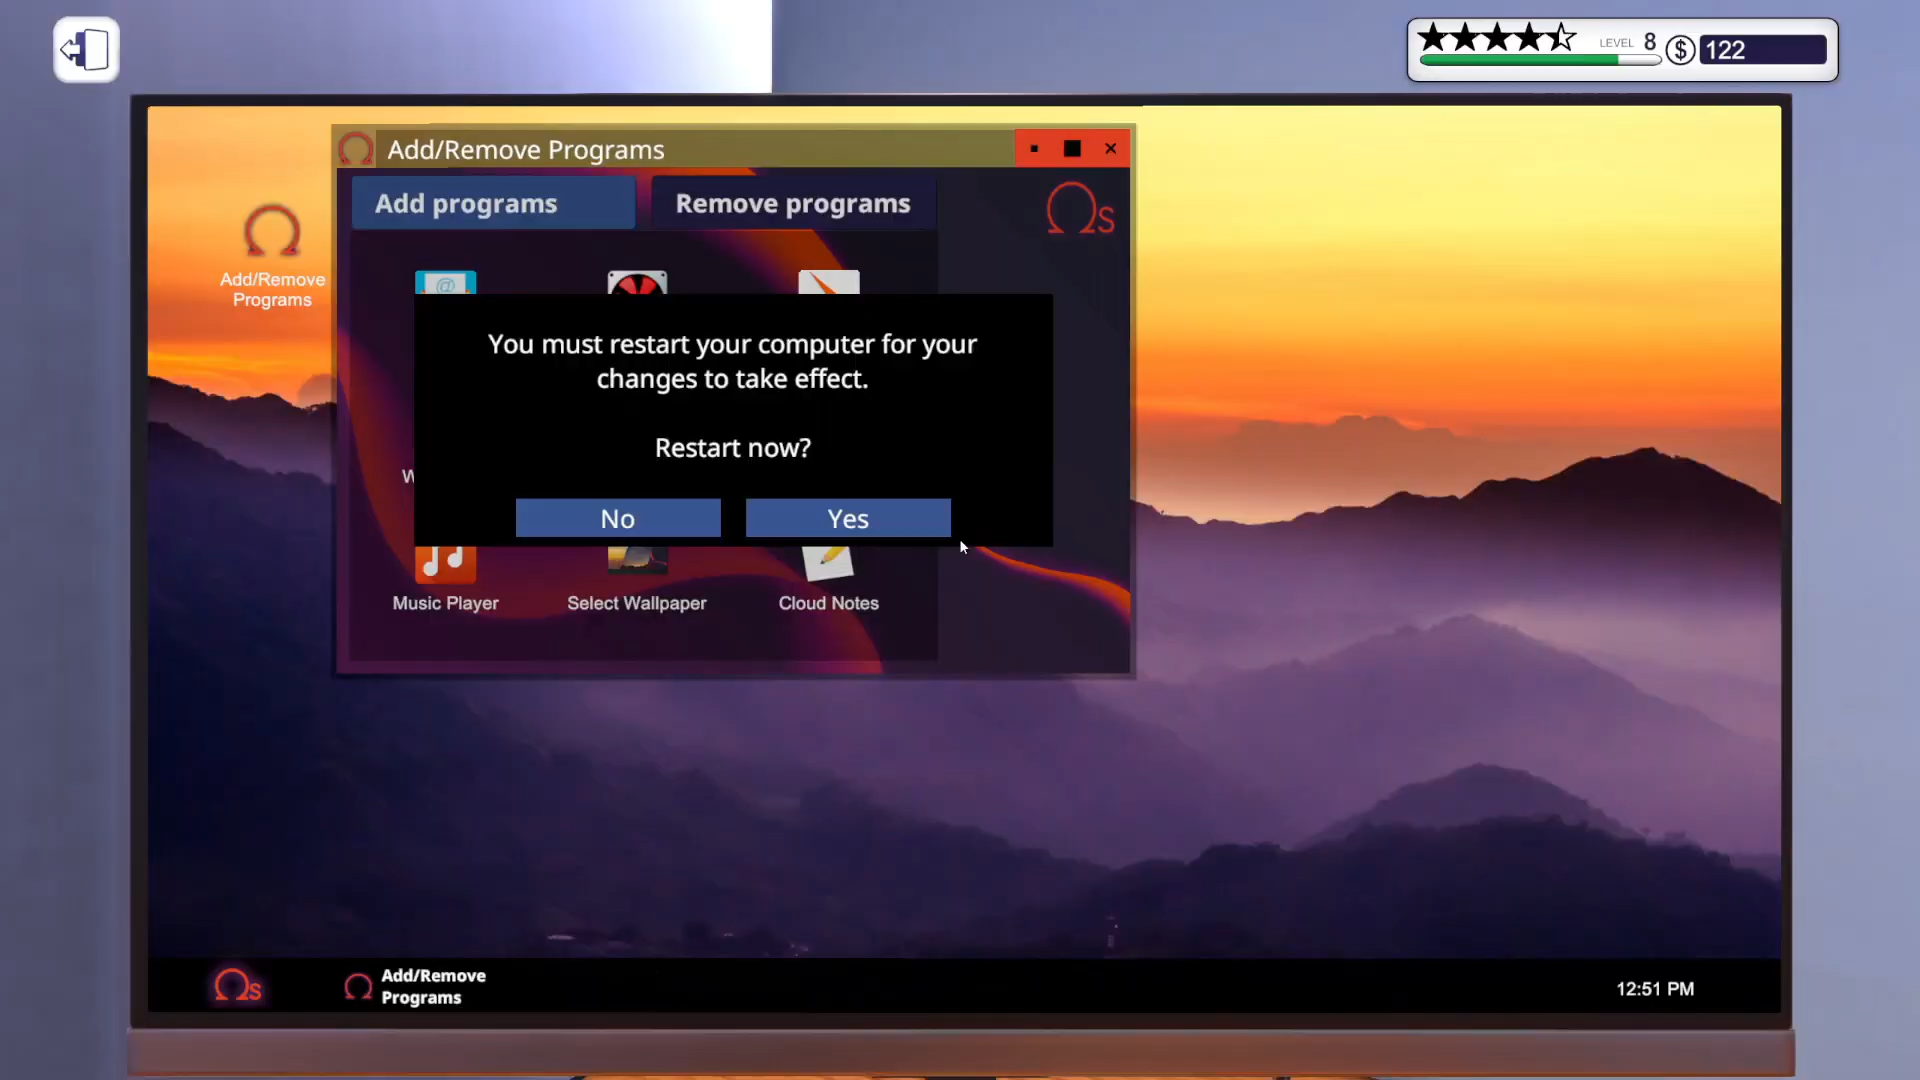 LEVEL 8
$ 122
Add/Remove Programs
Add programs
Remove programs
Ωs
Add/Remove
Programs
@
You must restart your computer for your
changes to take effect.
Restart now?
W
No
Yes
Music Player
Select Wallpaper
Cloud Notes
Ωs
Add/Remove
Programs
12:51 PM